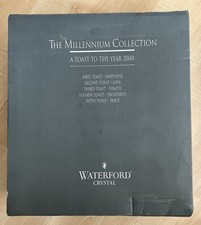 THE MILLENNIUM COLLECTION
A TOAST TO THE YEAR 2000
FIRST TOAST - HAPPINESS
SECOND TOAST - LOVE
THIRD TOAST - HEALTH
FOURTH TOAST - PROSPERITY
FIFTH TOAST - PEACE
WATERFORD
CRYSTAL